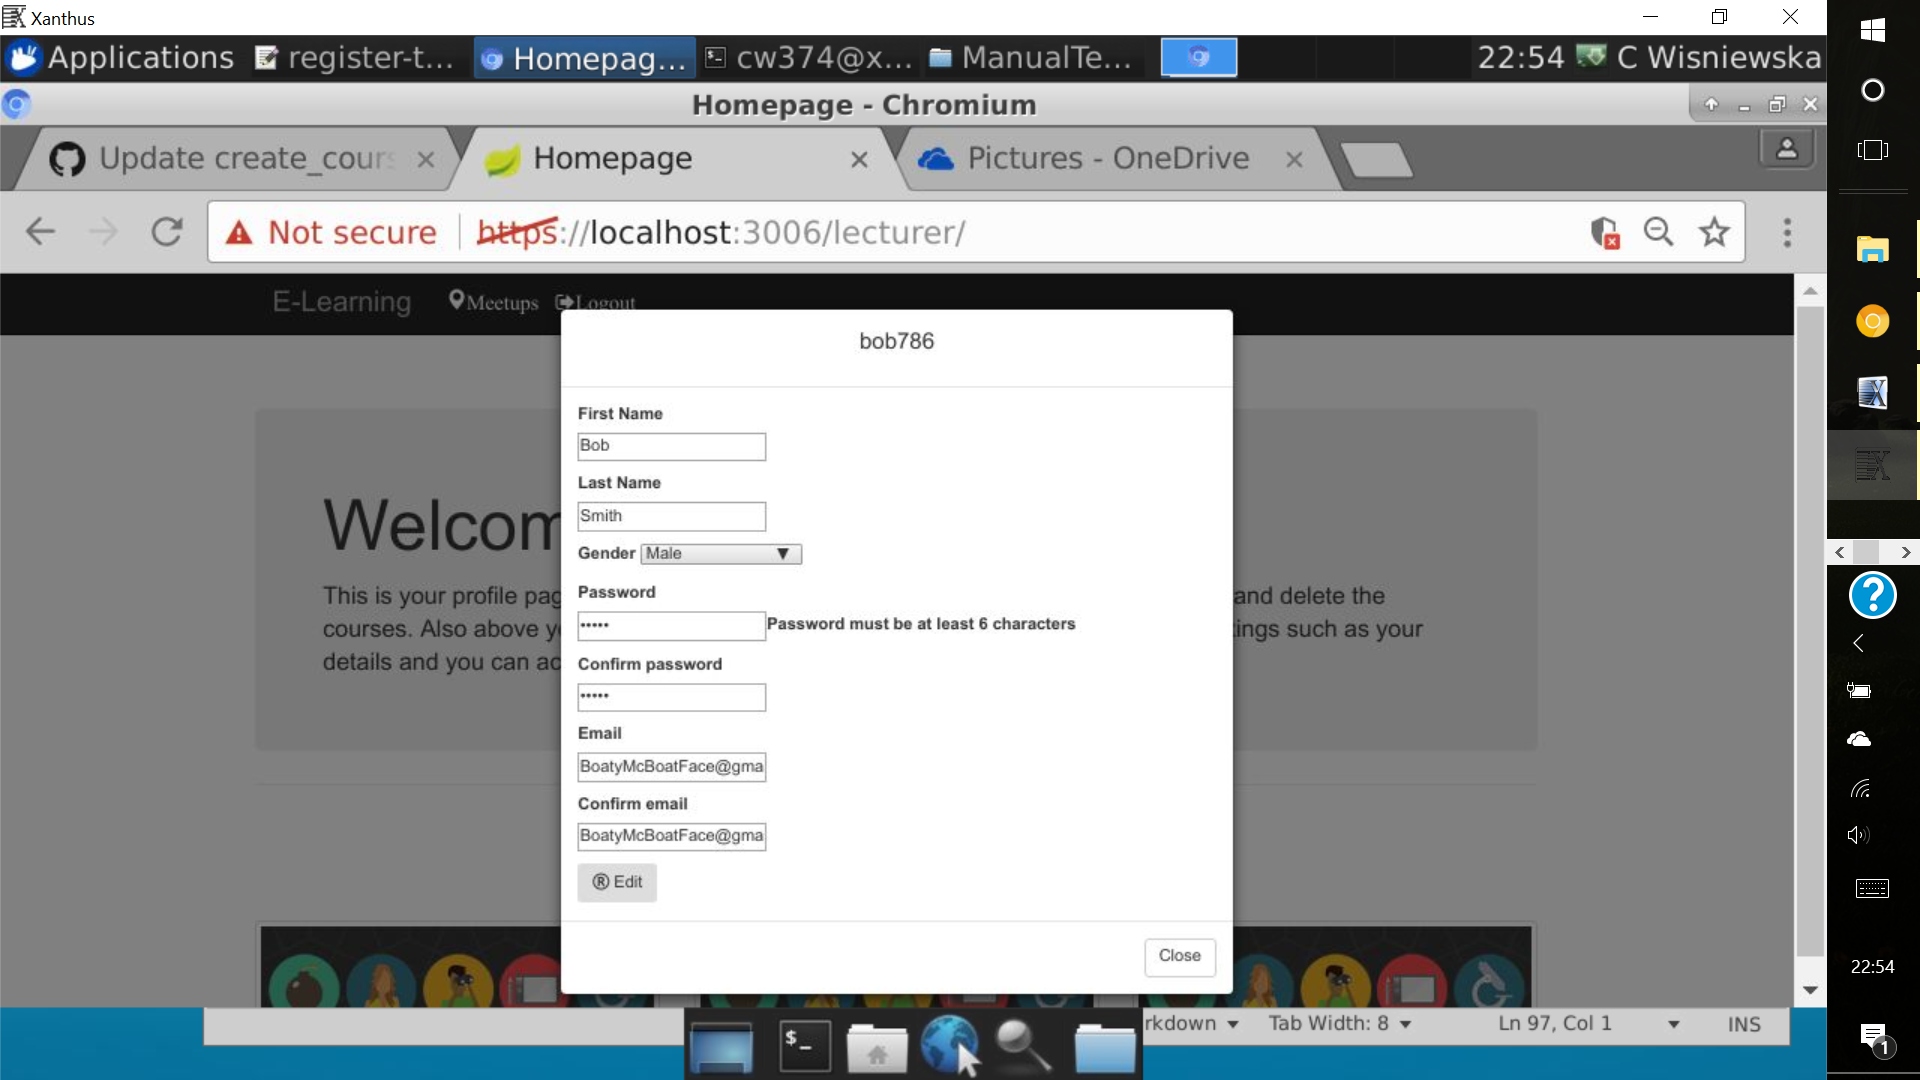 Xanthus
Applications register-t... Homepag... cw374@x... ManualTe... 22:54 C Wisniewska
Homepage - Chromium
Update create_cours Homepage Pictures - OneDrive
Not secure https://localhost:3006/lecturer/
E-Learning Meetups Logout
bob786
First Name
Bob
Last Name
Smith
Gender Male
Password
Password must be at least 6 characters
Confirm password
Email
BoatyMcBoatFace@gma
Confirm email
BoatyMcBoatFace@gma
Edit
Close
Welcom
This is your profile pag and delete the
courses. Also above y ings such as your
details and you can ac
rkdown Tab Width: 8 Ln 97, Col 1 INS
22:54
1